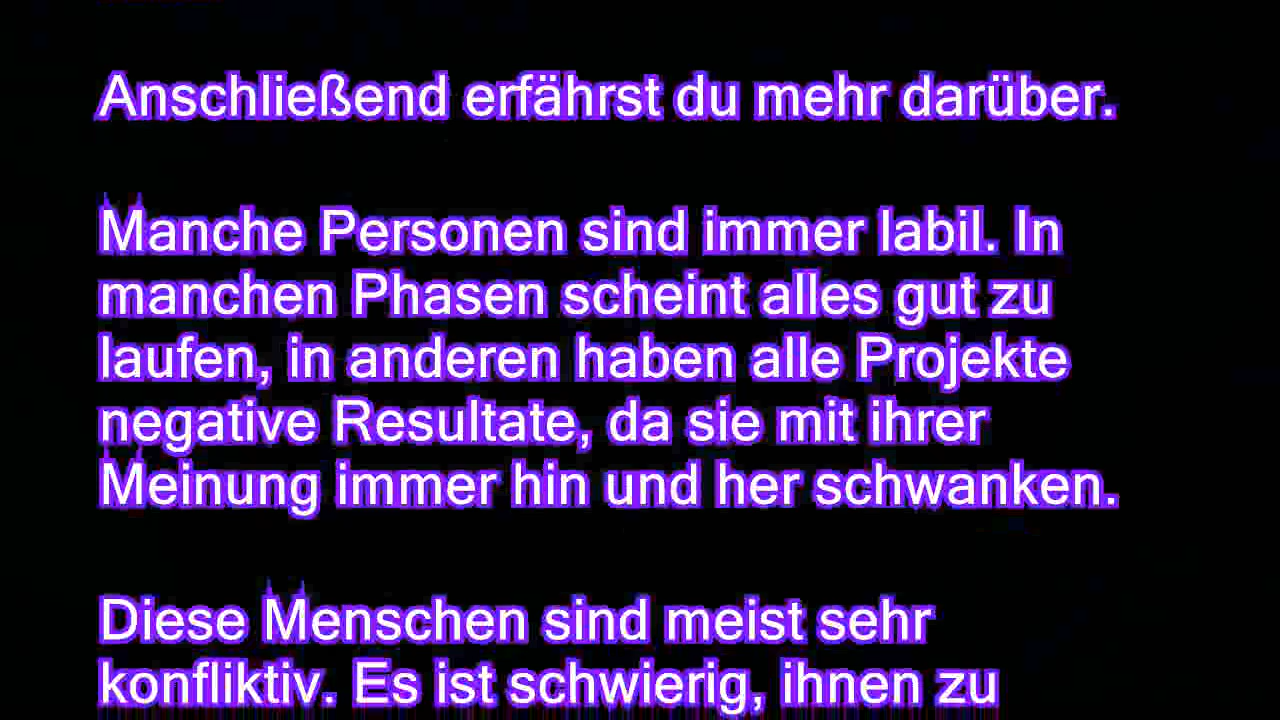 Anschließend erfährst du mehr darüber.
Manche Personen sind immer labil. In
manchen Phasen scheint alles gut zu
laufen, in anderen haben alle Projekte
negative Resultate, da sie mit ihrer
Meinung immer hin und her schwanken.
Diese Menschen sind meist sehr
konfliktiv. Es ist schwierig, ihnen zu